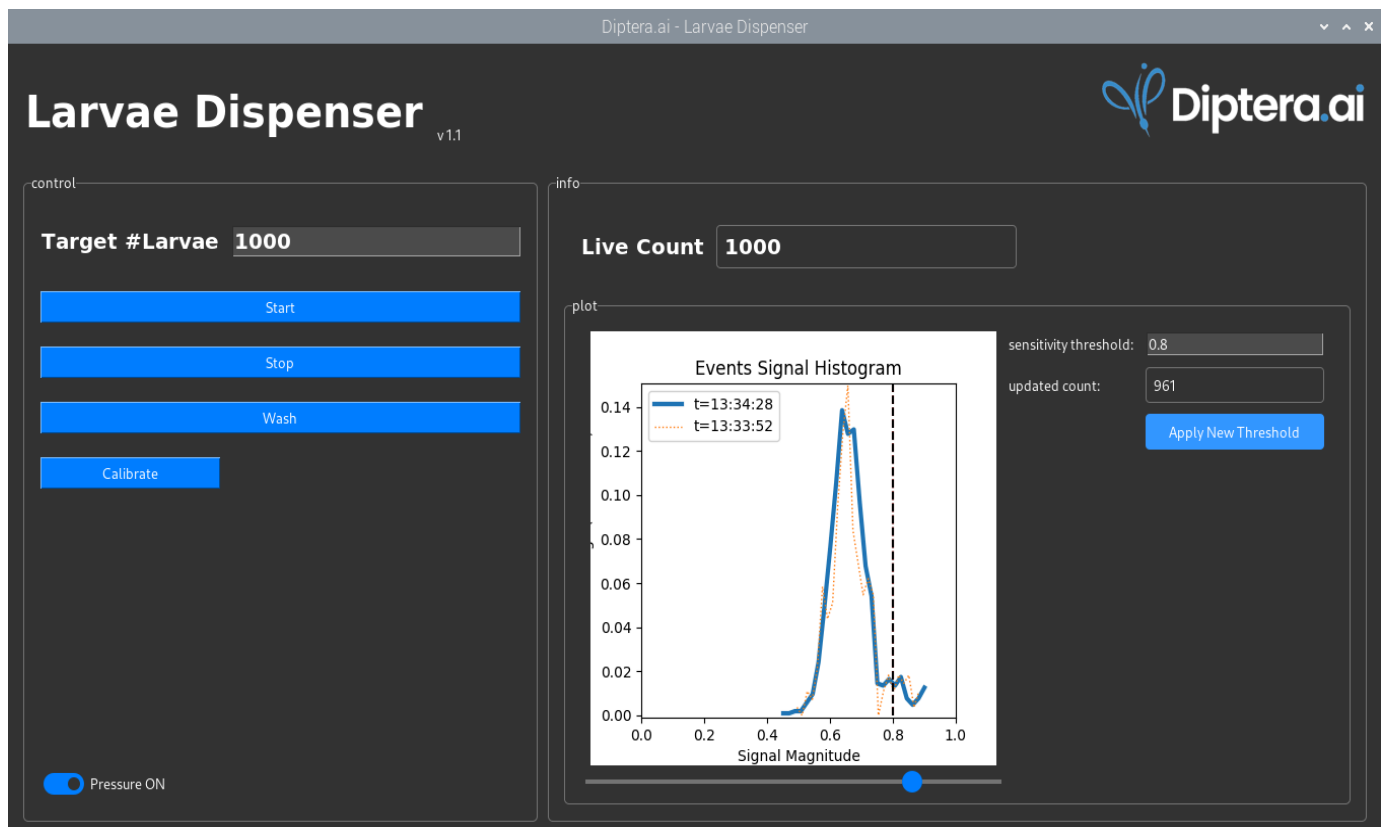 Diptera.ai - Larvae Dispenser
Larvae Dispenser v 1.1
Diptera.ai
control
Target #Larvae 1000
Start
Stop
Wash
Calibrate
Pressure ON
info
Live Count 1000
plot
Events Signal Histogram
t=13:34:28
t=13:33:52
0.14
0.12
0.10
0.08
0.06
0.04
0.02
0.00
0.0 0.2 0.4 0.6 0.8 1.0
Signal Magnitude
sensitivity threshold: 0.8
updated count: 961
Apply New Threshold